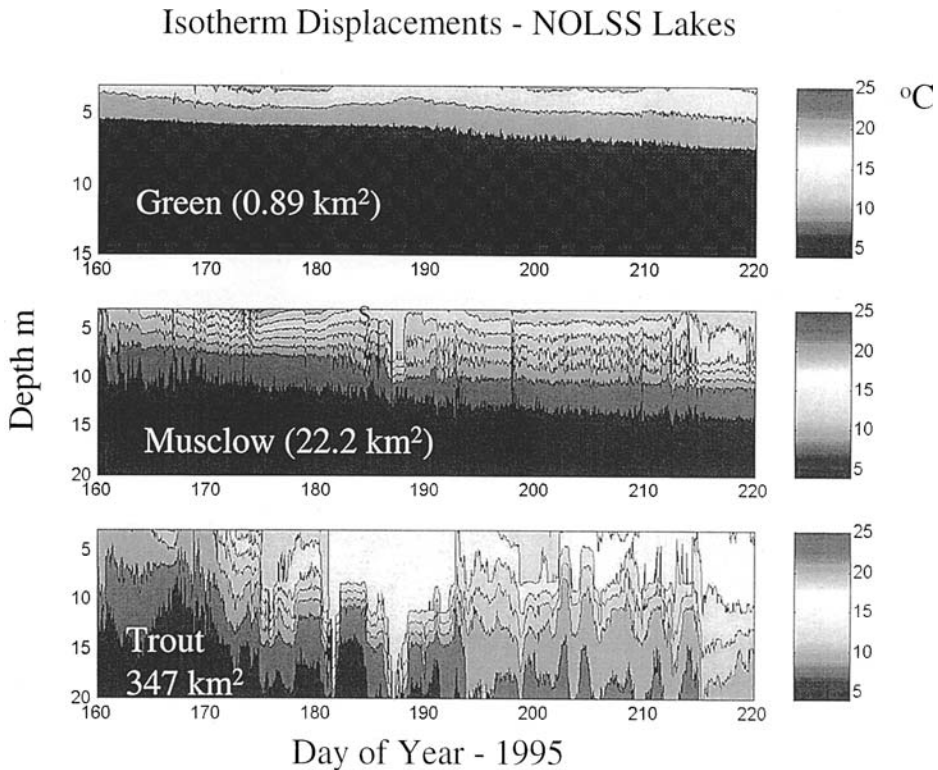 Isotherm Displacements - NOLSS Lakes
5
10
15
Green (0.89 km²)
160 170 180 190 200 210 220
25
20
15
10
5
°C
Depth m
5
10
15
20
S
Musclow (22.2 km²)
160 170 180 190 200 210 220
25
20
15
10
5
5
10
15
20
Trout
347 km²
160 170 180 190 200 210 220
25
20
15
10
5
Day of Year - 1995